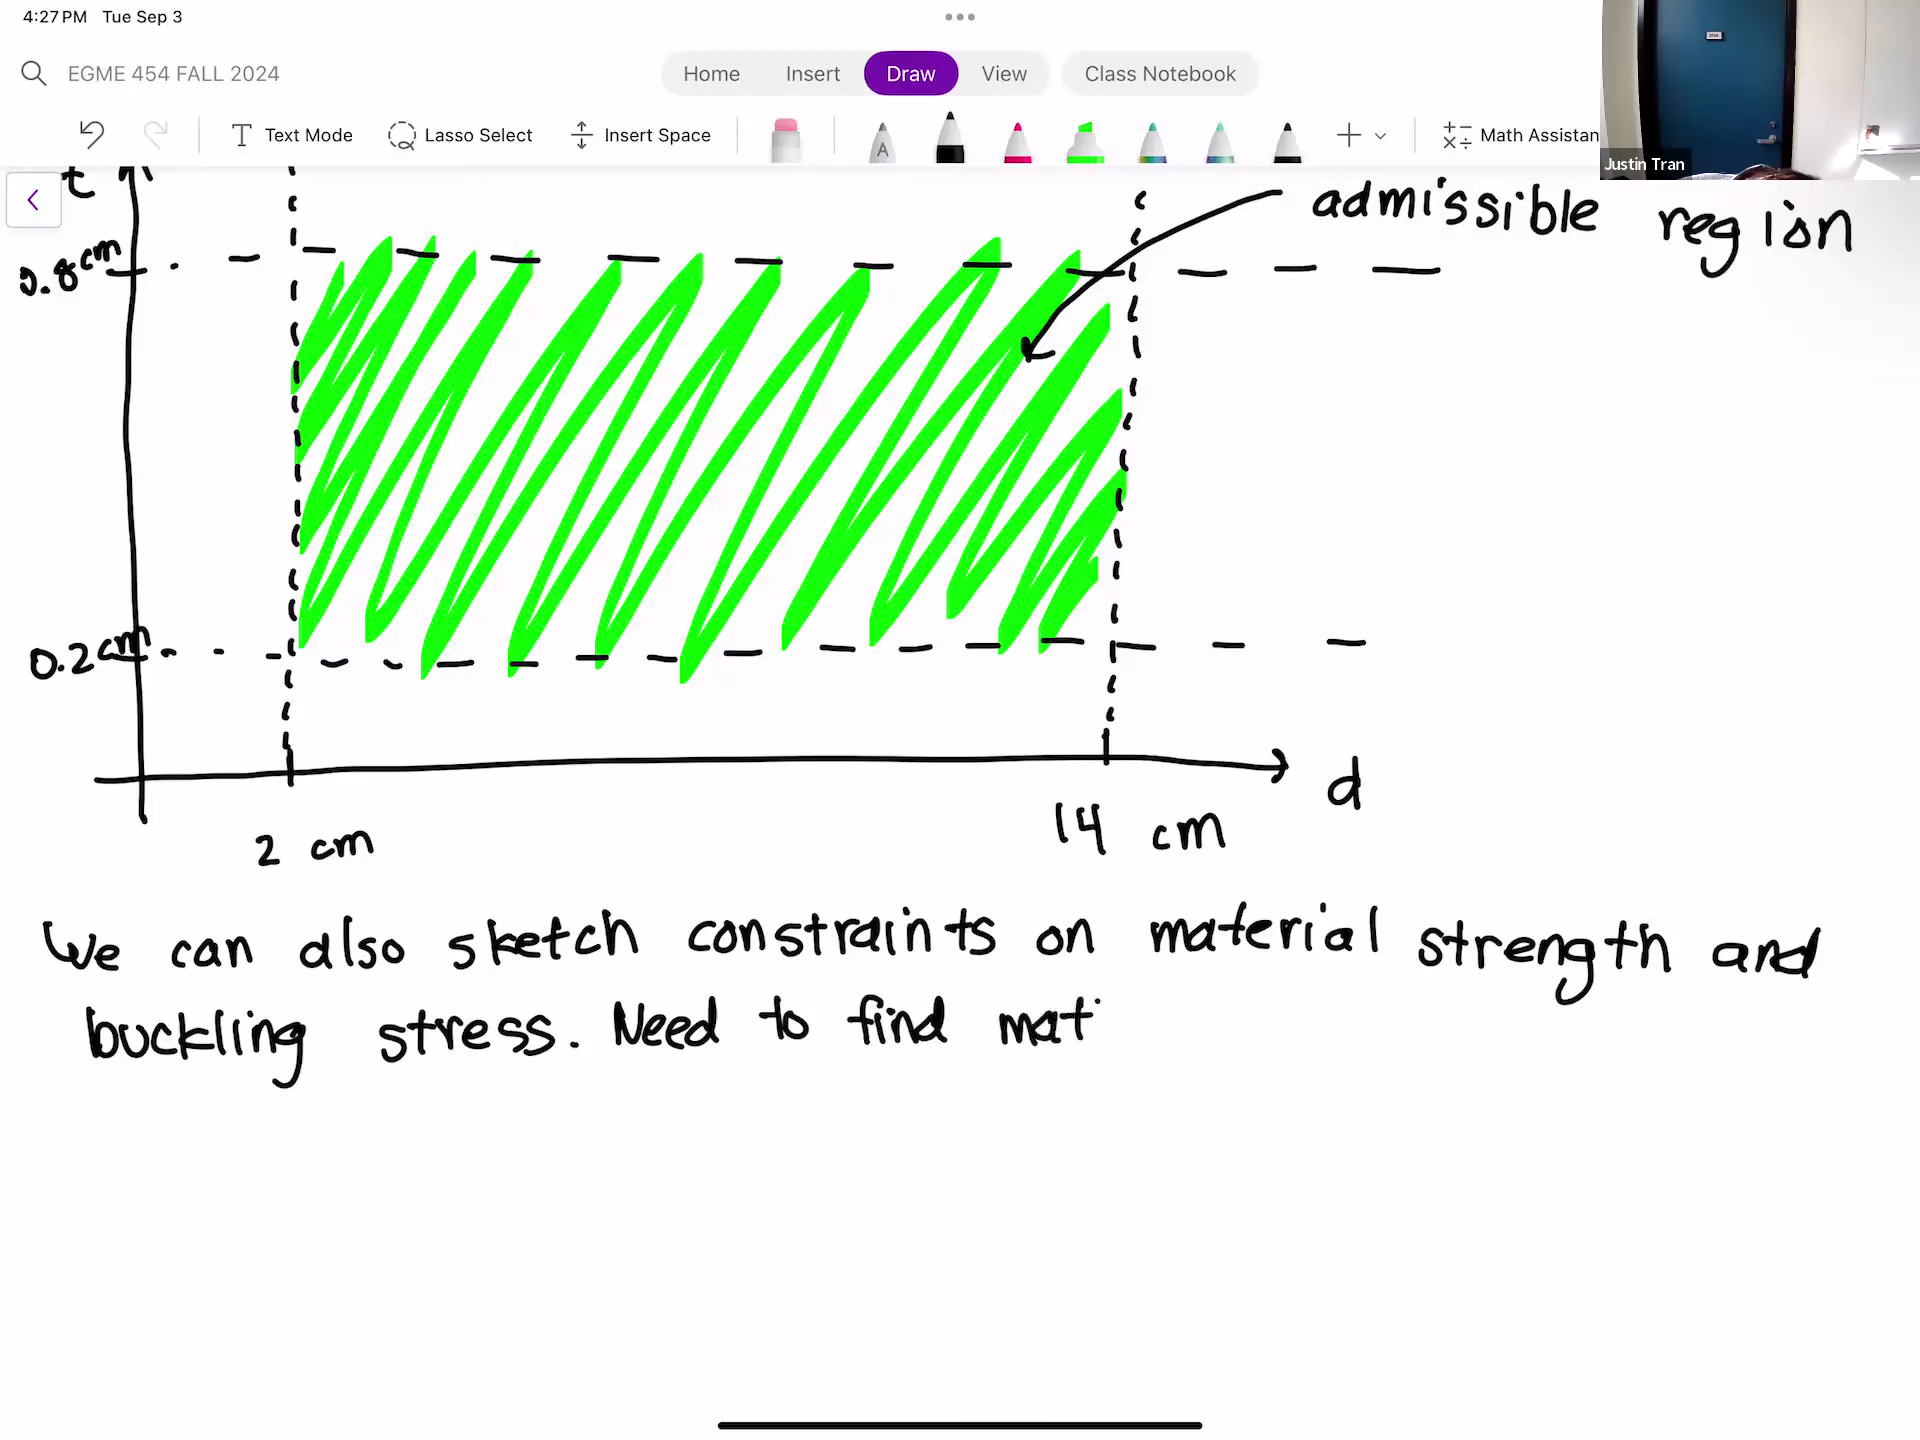 4:27 PM Tue Sep 3
EGME 454 FALL 2024
Home Insert Draw View Class Notebook
Text Mode Lasso Select Insert Space A Math Assistan
Justin Tran
t
admissible region
0.8cm
0.2cm
d
2 cm
14 cm
We can also sketch constraints on material strength and
buckling stress. Need to find mat